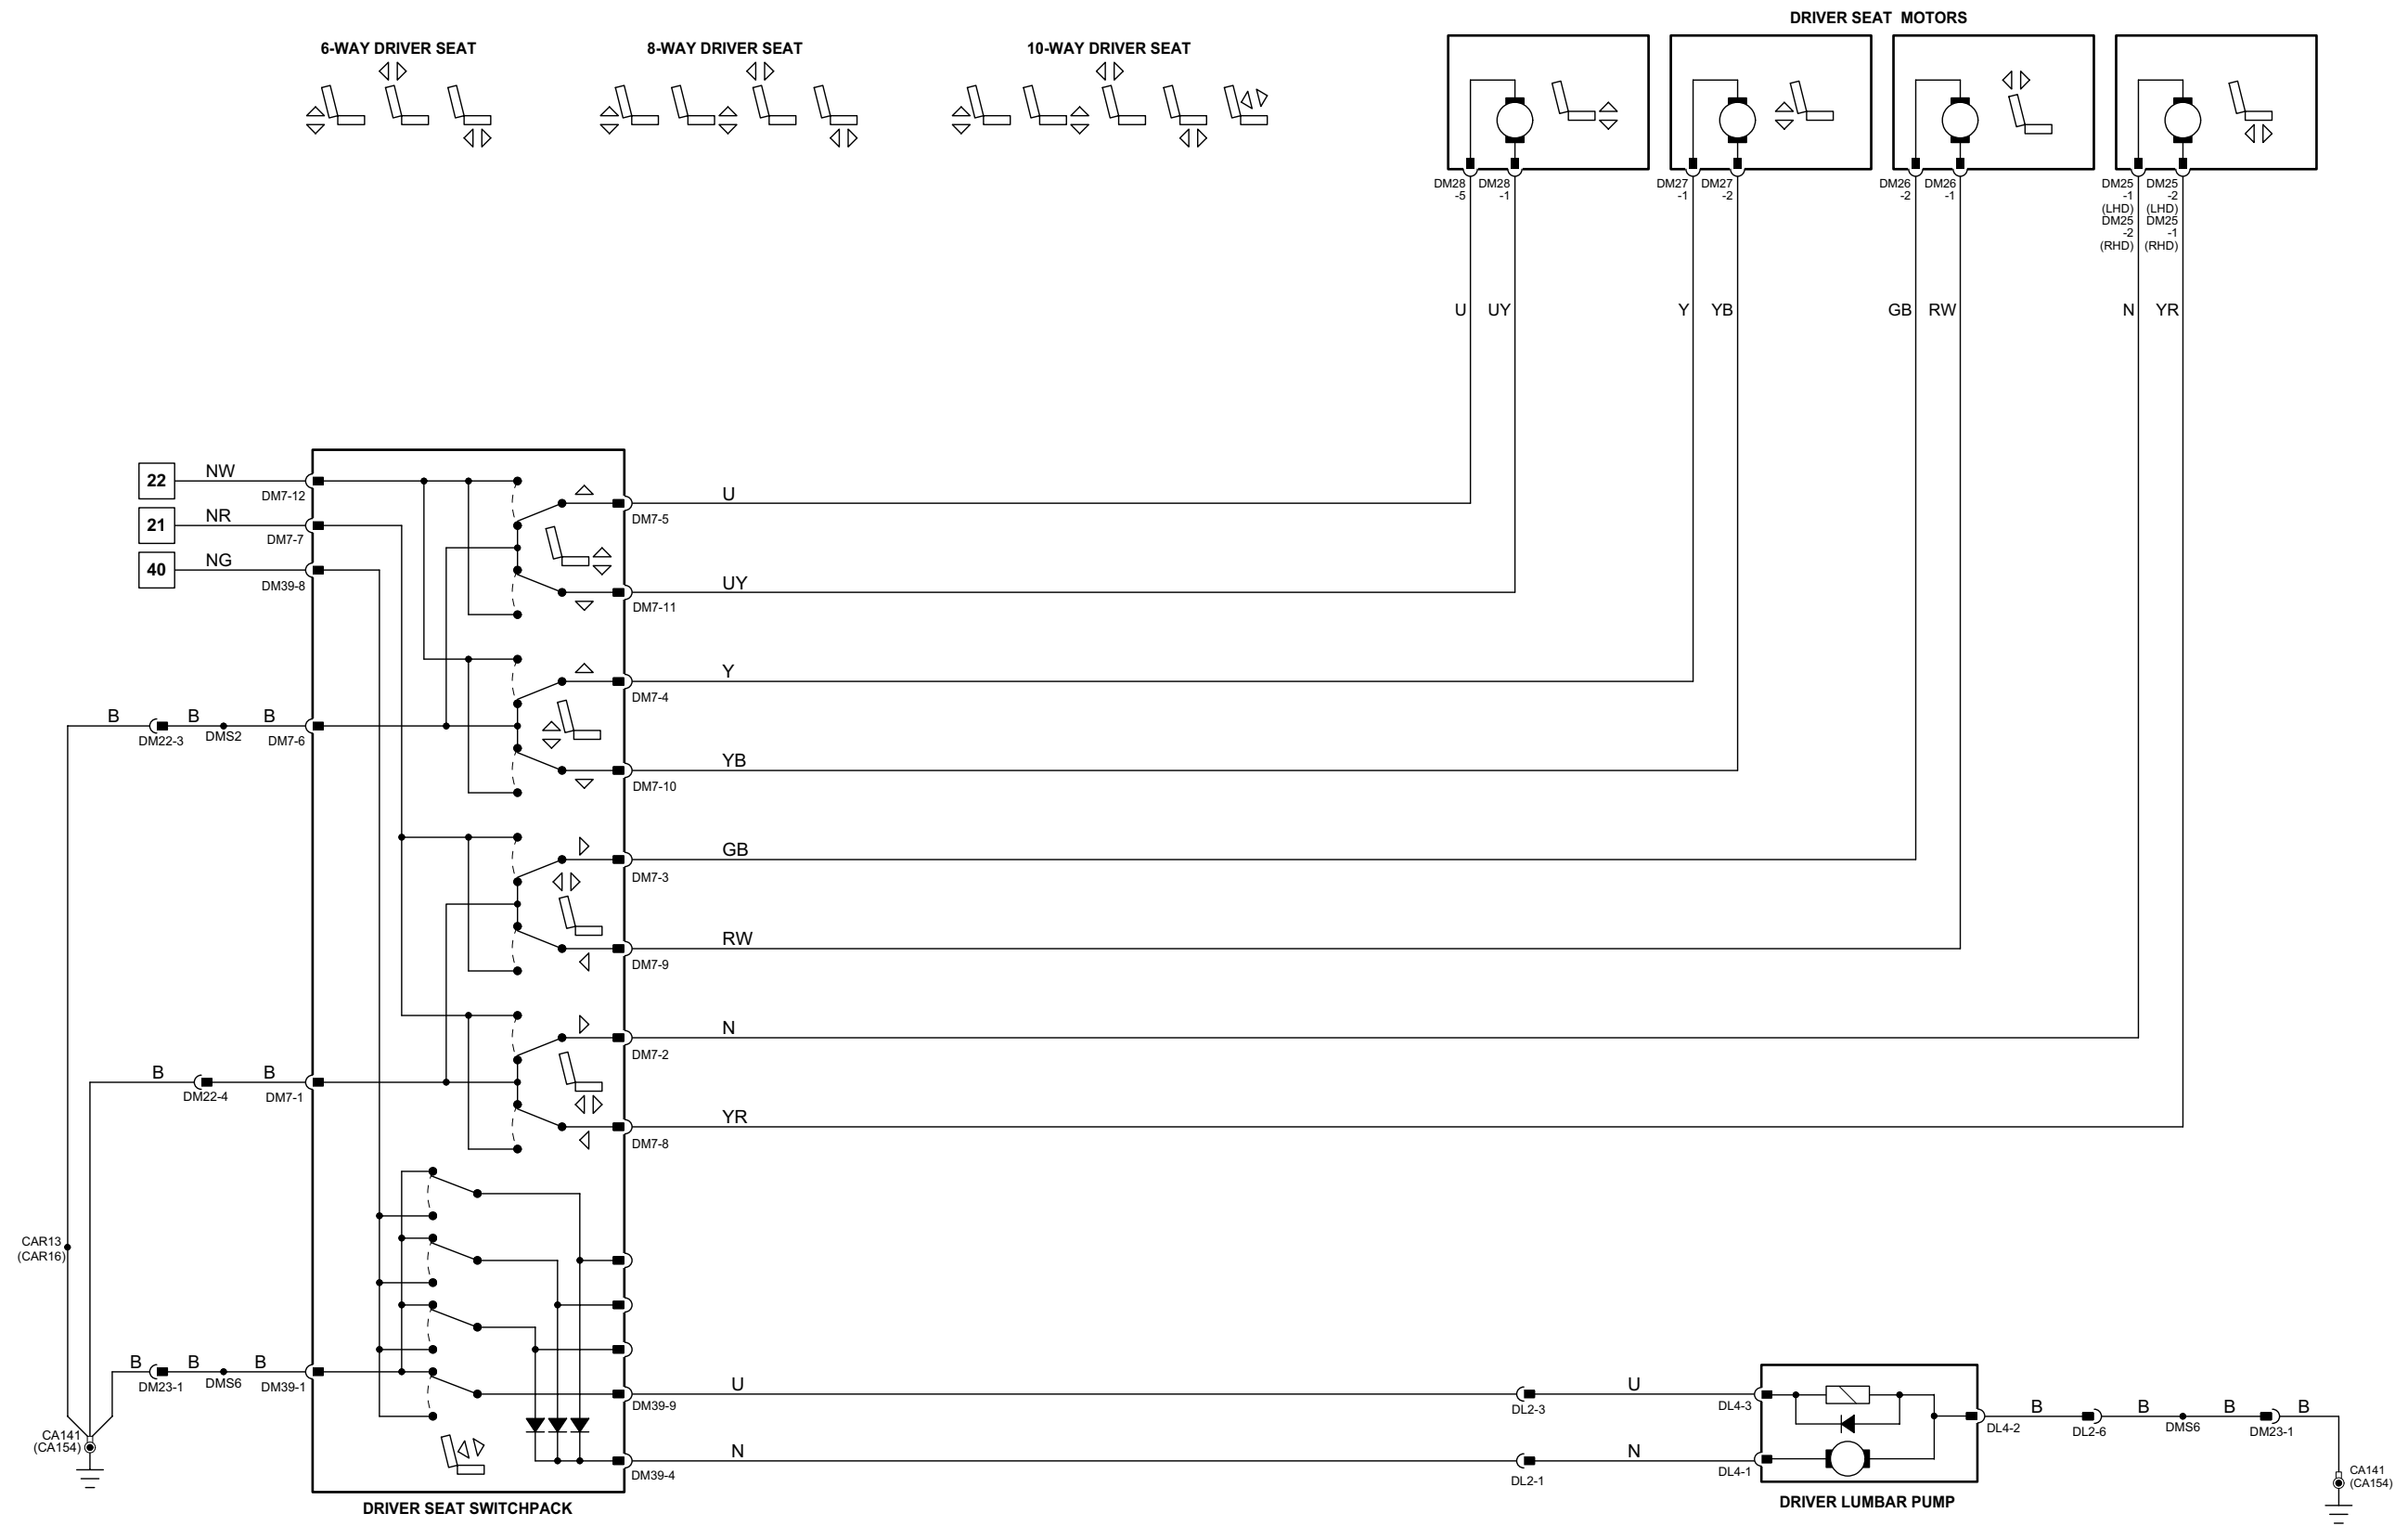 DRIVER SEAT MOTORS
6-WAY DRIVER SEAT
8-WAY DRIVER SEAT
10-WAY DRIVER SEAT
DM28
-5
DM28
-1
DM27
-1
DM27
-2
DM26
-2
DM26
-1
DM25
-1
(LHD)
DM25
-2
(RHD)
DM25
-2
(LHD)
DM25
-1
(RHD)
U
UY
Y
YB
GB
RW
N
YR
22
NW
DM7-12
21
NR
DM7-7
40
NG
DM39-8
U
DM7-5
UY
DM7-11
Y
DM7-4
B
DM22-3
B
DMS2
B
DM7-6
YB
DM7-10
GB
DM7-3
RW
DM7-9
N
DM7-2
B
DM22-4
B
DM7-1
YR
DM7-8
CAR13
(CAR16)
B
DM23-1
B
DMS6
B
DM39-1
U
DM39-9
DL2-3
U
DL4-3
DL4-2
B
DL2-6
B
DMS6
B
DM23-1
B
CA141
(CA154)
N
DM39-4
DL2-1
N
DL4-1
CA141
(CA154)
DRIVER SEAT SWITCHPACK
DRIVER LUMBAR PUMP